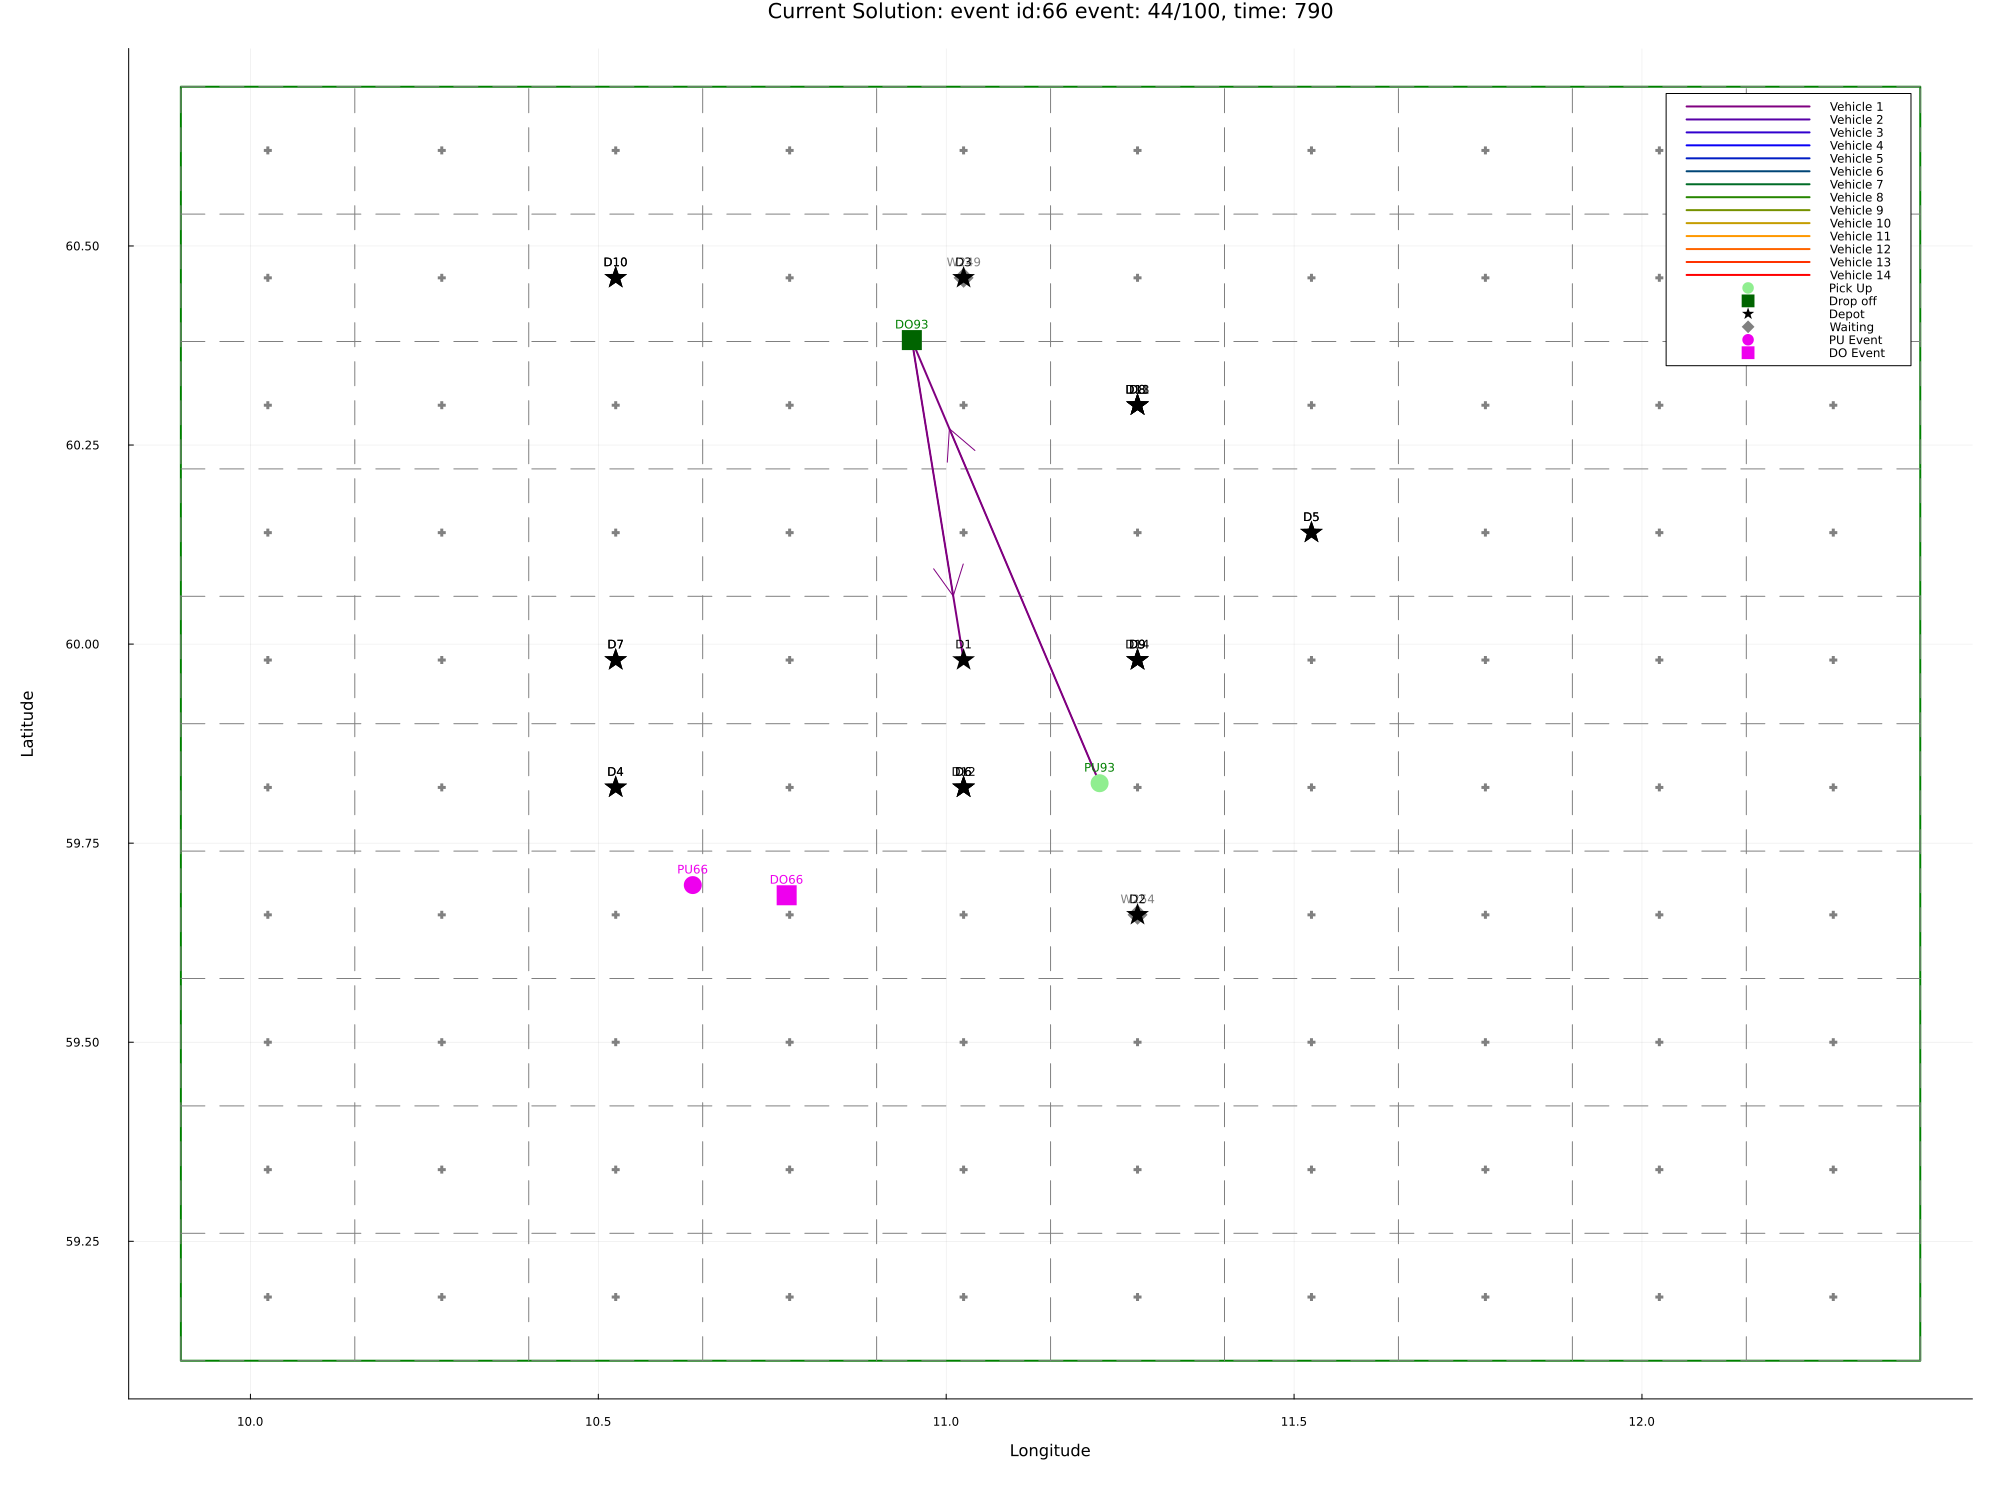 Current Solution: event id:66 event: 44/100, time: 790
Vehicle 1
Vehicle 2
Vehicle 3
Vehicle 4
Vehicle 5
Vehicle 6
Vehicle 7
Vehicle 8
Vehicle 9
Vehicle 10
Vehicle 11
Vehicle 12
Vehicle 13
Vehicle 14
Pick Up
Drop off
Depot
Waiting
PU Event
DO Event
60.50
D10
D3
DO93
60.25
D5
60.00
D7
D1
D9
D4
D6
PU93
59.75
PU66
DO66
D2
59.50
59.25
10.0
10.5
11.0
11.5
12.0
Longitude
Latitude